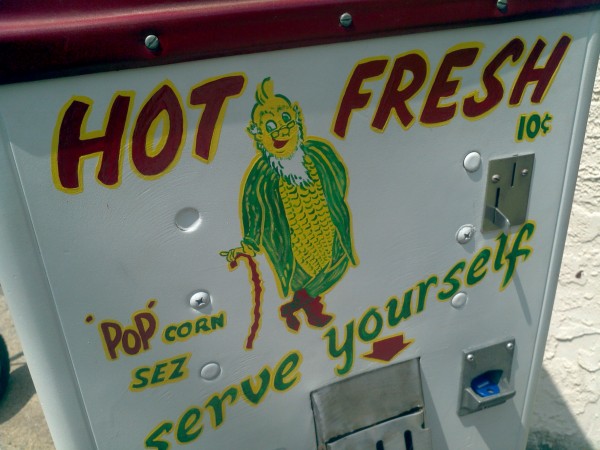 HOT FRESH
10¢
"POP" CORN
SEZ
serve yourself